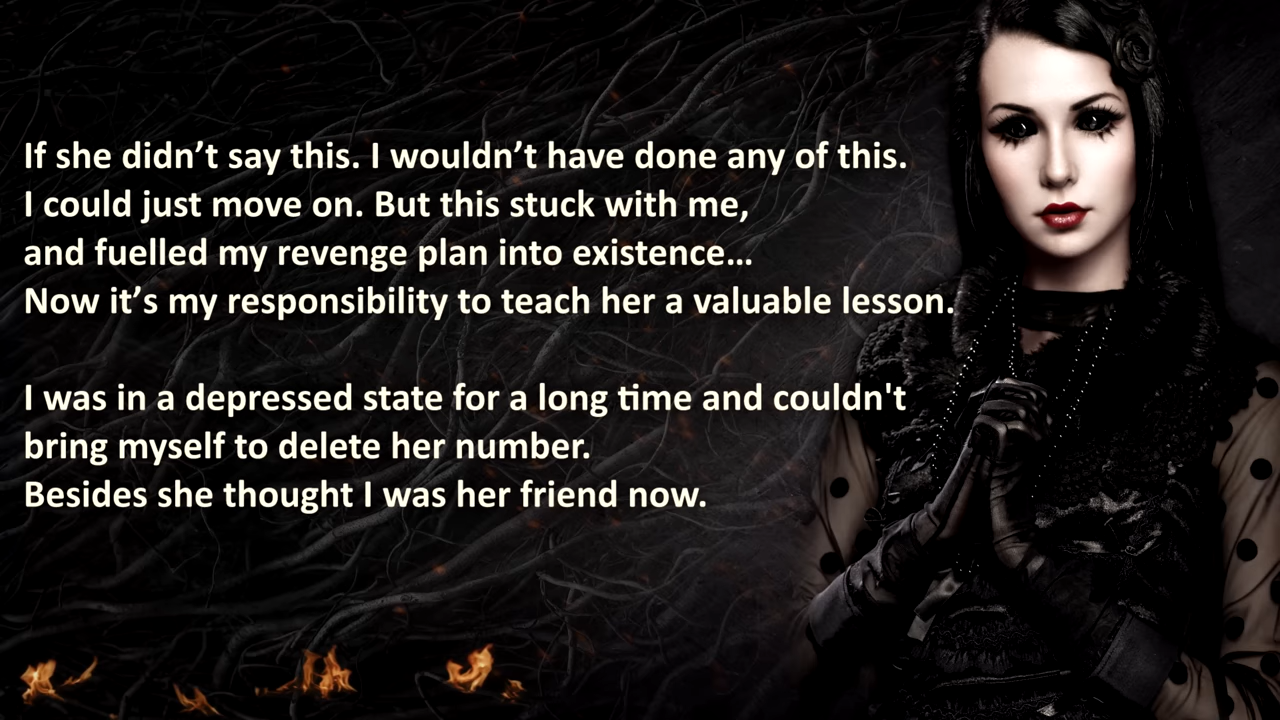 If she didn’t say this. I wouldn’t have done any of this.
I could just move on. But this stuck with me,
and fuelled my revenge plan into existence…
Now it’s my responsibility to teach her a valuable lesson.
I was in a depressed state for a long time and couldn't
bring myself to delete her number.
Besides she thought I was her friend now.